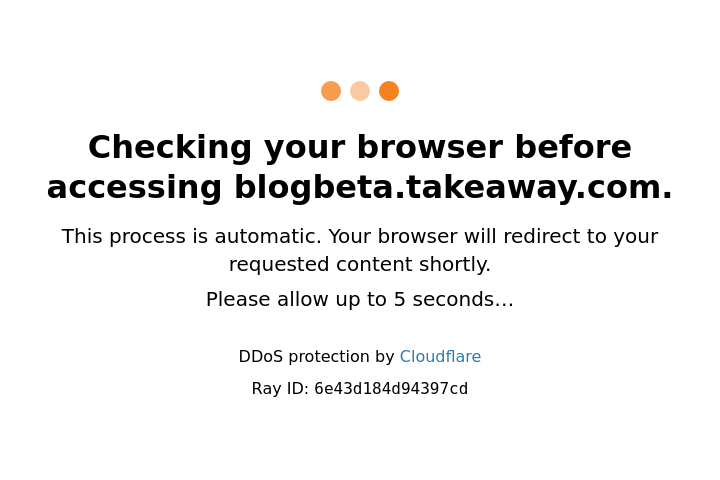 Checking your browser before
accessing blogbeta.takeaway.com.
This process is automatic. Your browser will redirect to your
requested content shortly.
Please allow up to 5 seconds…
DDoS protection by Cloudflare
Ray ID: 6e43d184d94397cd